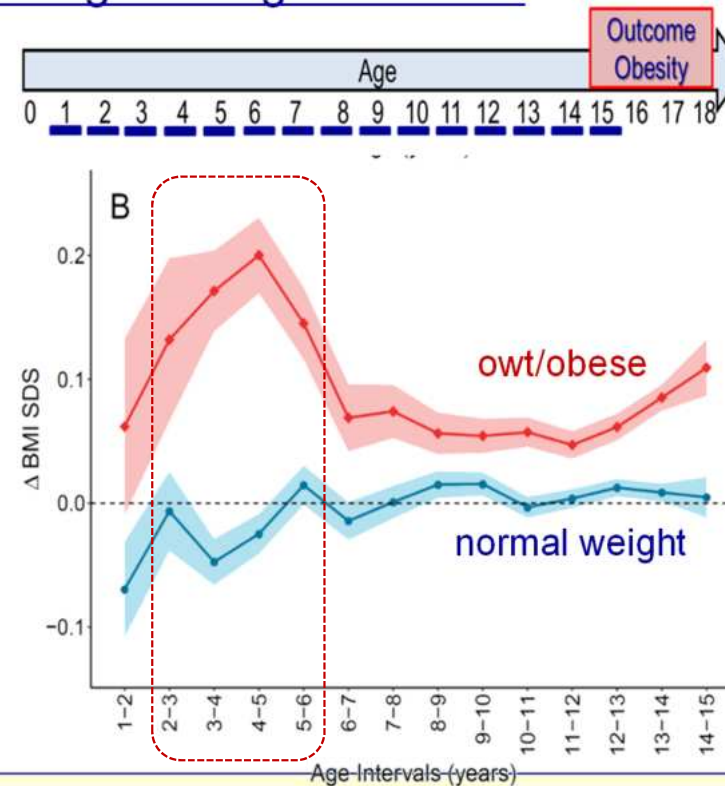 Outcome
Obesity
Age
0 1 2 3 4 5 6 7 8 9 10 11 12 13 14 15 16 17 18
B
0.2
0.1
0.0
−0.1
Δ BMI SDS
owt/obese
normal weight
1−2 2−3 3−4 4−5 5−6 6−7 7−8 8−9 9−10 10−11 11−12 12−13 13−14 14−15
Age Intervals (years)